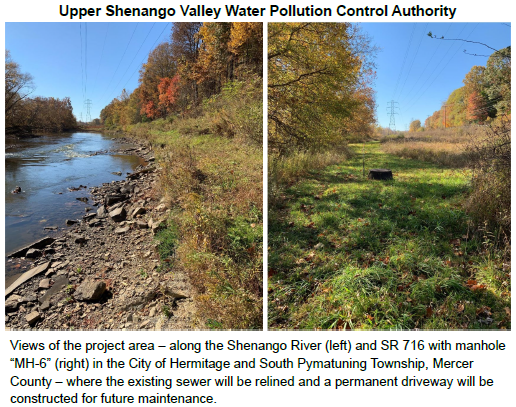 Upper Shenango Valley Water Pollution Control Authority
Views of the project area – along the Shenango River (left) and SR 716 with manhole
“MH-6” (right) in the City of Hermitage and South Pymatuning Township, Mercer
County – where the existing sewer will be relined and a permanent driveway will be
constructed for future maintenance.